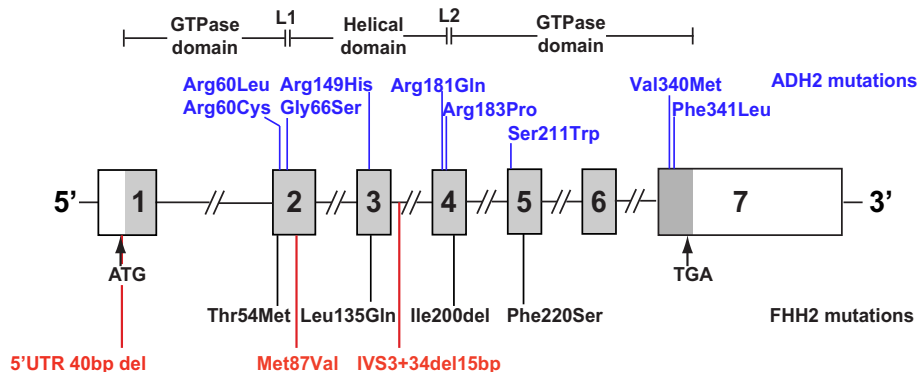 GTPase domain
L1
Helical domain
L2
GTPase domain
Arg60Leu
Arg149His
Arg181Gln
Val340Met
ADH2 mutations
Arg60Cys
Gly66Ser
Arg183Pro
Phe341Leu
Ser211Trp
5’
1
2
3
4
5
6
7
3’
ATG
TGA
Thr54Met
Leu135Gln
Ile200del
Phe220Ser
FHH2 mutations
5’UTR 40bp del
Met87Val
IVS3+34del15bp